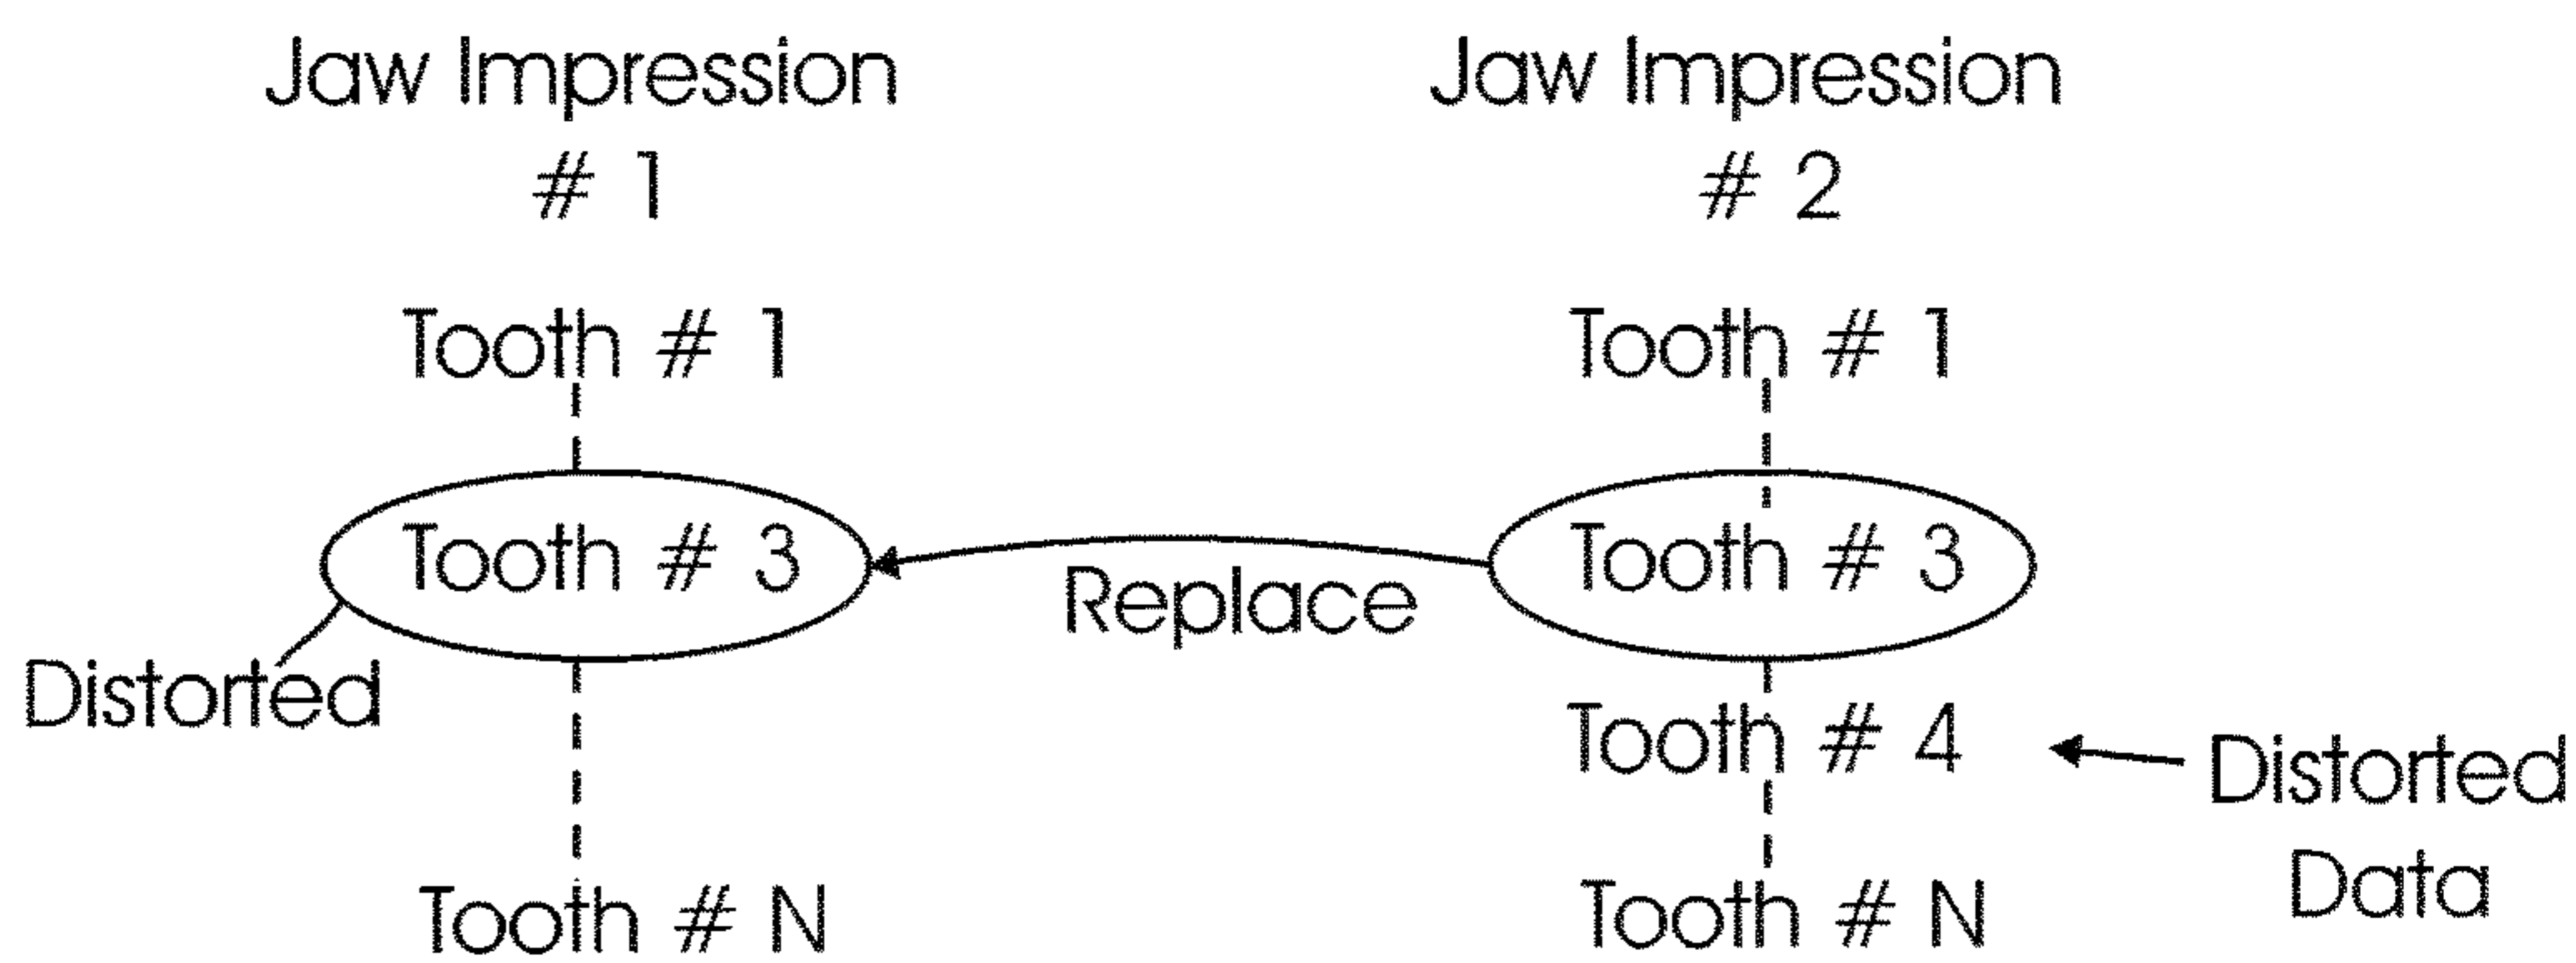 Jaw Impression
# 1
Jaw Impression
# 2
Tooth # 1
Tooth # 1
Tooth # 3
Replace
Tooth # 3
Distorted
Tooth # 4
Distorted
Data
Tooth # N
Tooth # N